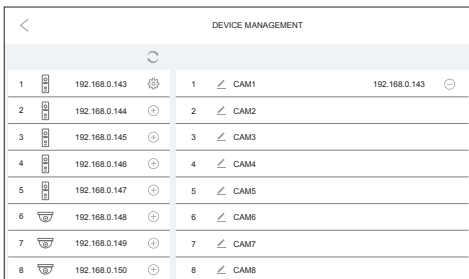 DEVICE MANAGEMENT
1 192.168.0.143 1 CAM1 192.168.0.143
2 192.168.0.144 2 CAM2
3 192.168.0.145 3 CAM3
4 192.168.0.146 4 CAM4
5 192.168.0.147 5 CAM5
6 192.168.0.148 6 CAM6
7 192.168.0.149 7 CAM7
8 192.168.0.150 8 CAM8